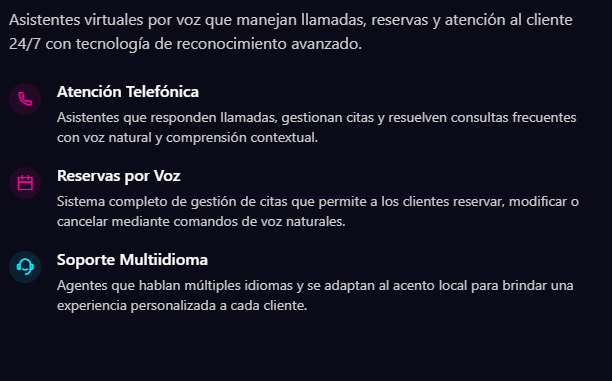 Asistentes virtuales por voz que manejan llamadas, reservas y atención al cliente
24/7 con tecnología de reconocimiento avanzado.
Atención Telefónica
Asistentes que responden llamadas, gestionan citas y resuelven consultas frecuentes
con voz natural y comprensión contextual.
Reservas por Voz
Sistema completo de gestión de citas que permite a los clientes reservar, modificar o
cancelar mediante comandos de voz naturales.
Soporte Multiidioma
Agentes que hablan múltiples idiomas y se adaptan al acento local para brindar una
experiencia personalizada a cada cliente.